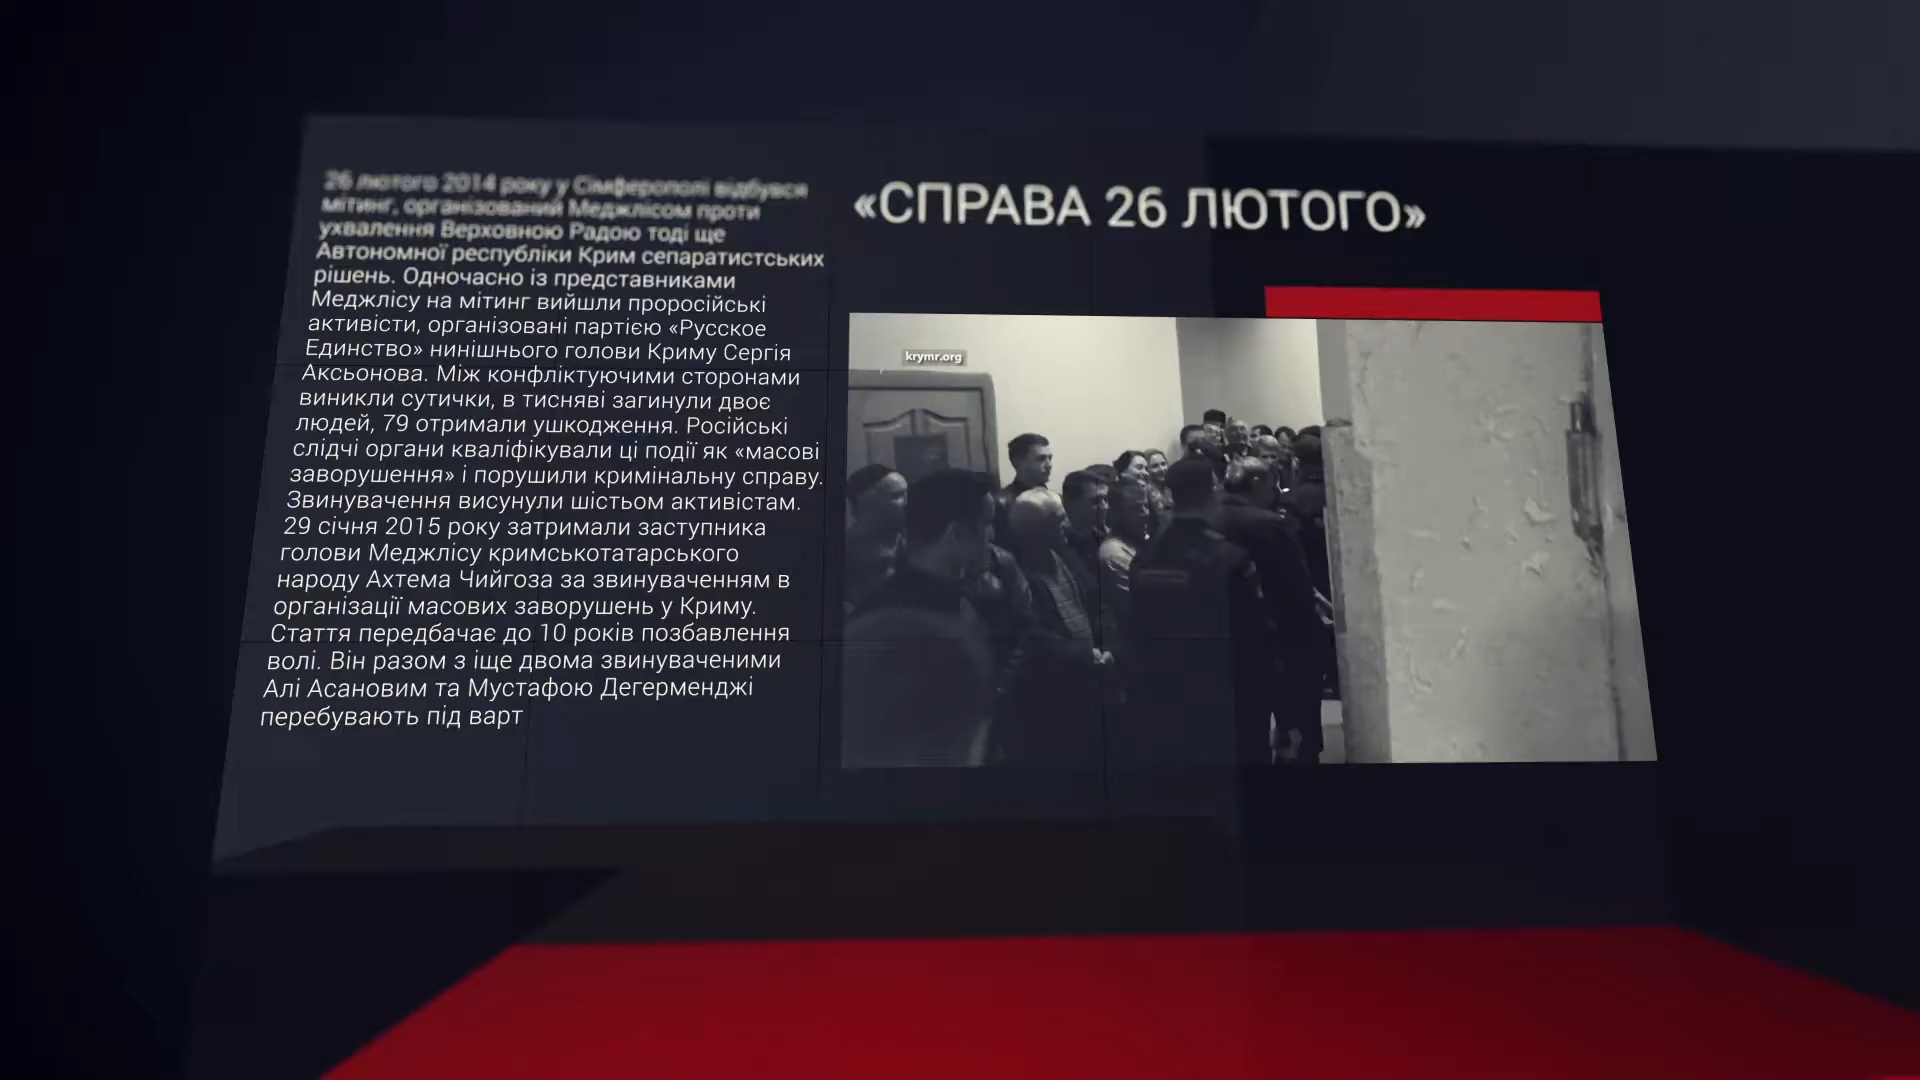 26 лютого 2014 року у Сімферополі відбувся
мітинг, організований Меджлісом проти
ухвалення Верховною Радою тоді ще
Автономної республіки Крим сепаратистських
рішень. Одночасно із представниками
Меджлісу на мітинг вийшли проросійські
активісти, організовані партією «Русское
Единство» нинішнього голови Криму Сергія
Аксьонова. Між конфліктуючими сторонами
виникли сутички, в тисняві загинули двоє
людей, 79 отримали ушкодження. Російські
слідчі органи кваліфікували ці події як «масові
заворушення» і порушили кримінальну справу.
Звинувачення висунули шістьом активістам.
29 січня 2015 року затримали заступника
голови Меджлісу кримськотатарського
народу Ахтема Чийгоза за звинуваченням в
організації масових заворушень у Криму.
Стаття передбачає до 10 років позбавлення
волі. Він разом з іще двома звинуваченими
Алі Асановим та Мустафою Дегерменджі
перебувають під варт
«СПРАВА 26 ЛЮТОГО»
krymr.org